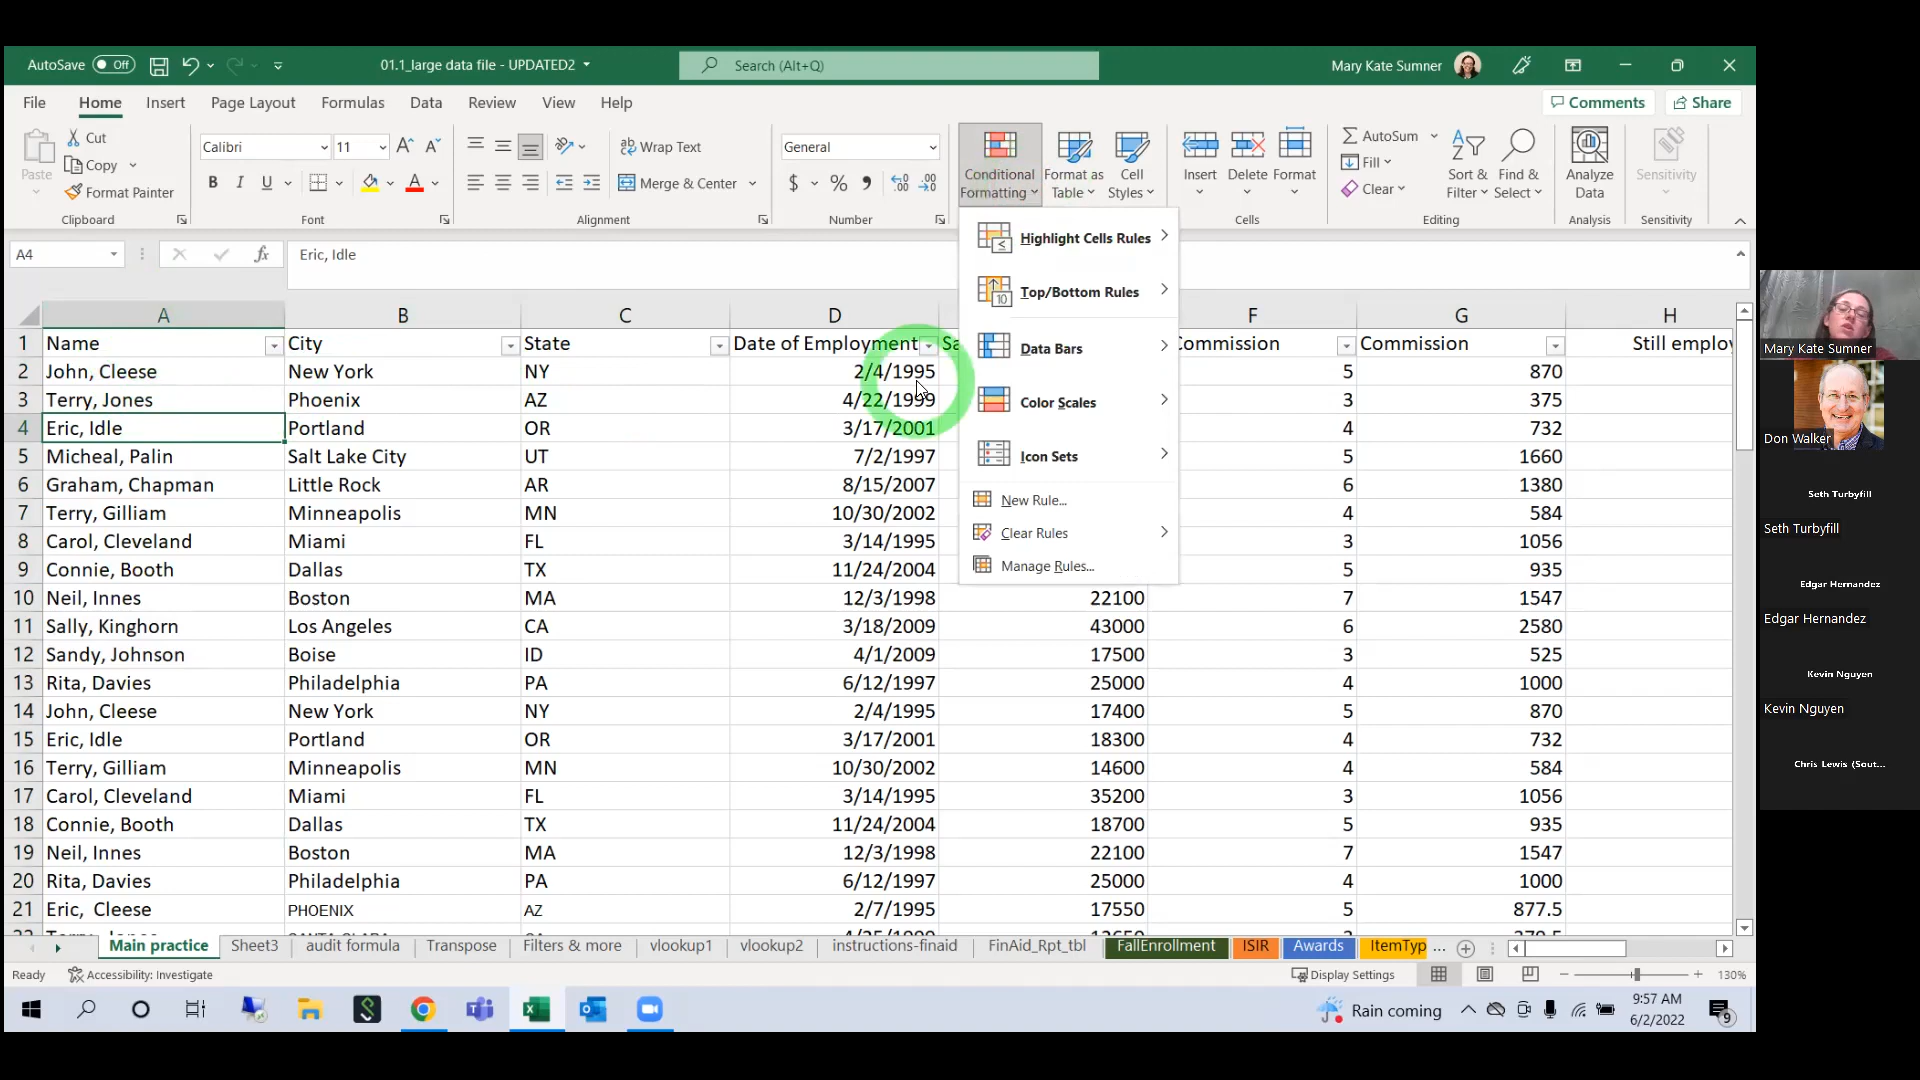 AutoSave Off
01.1_large data file - UPDATED2
Search (Alt+Q)
Mary Kate Sumner
File Home Insert Page Layout Formulas Data Review View Help
Comments Share
Paste
Cut
Copy
Format Painter
Clipboard
Calibri 11
B I U
Font
Wrap Text
Merge & Center
Alignment
General
$ % 9
Number
Conditional Formatting
Format as Table
Cell Styles
Insert Delete Format
Cells
AutoSum
Fill
Clear
Sort & Filter
Find & Select
Editing
Analyze Data
Analysis
Sensitivity
Sensitivity
A4 fx Eric, Idle
Highlight Cells Rules
Top/Bottom Rules
Data Bars
Color Scales
Icon Sets
New Rule...
Clear Rules
Manage Rules...
A B C D F G H
1 Name City State Date of Employment Sa Commission Commission Still employ
2 John, Cleese New York NY 2/4/1995 5 870
3 Terry, Jones Phoenix AZ 4/22/1999 3 375
4 Eric, Idle Portland OR 3/17/2001 4 732
5 Micheal, Palin Salt Lake City UT 7/2/1997 5 1660
6 Graham, Chapman Little Rock AR 8/15/2007 6 1380
7 Terry, Gilliam Minneapolis MN 10/30/2002 4 584
8 Carol, Cleveland Miami FL 3/14/1995 3 1056
9 Connie, Booth Dallas TX 11/24/2004 5 935
10 Neil, Innes Boston MA 12/3/1998 22100 7 1547
11 Sally, Kinghorn Los Angeles CA 3/18/2009 43000 6 2580
12 Sandy, Johnson Boise ID 4/1/2009 17500 3 525
13 Rita, Davies Philadelphia PA 6/12/1997 25000 4 1000
14 John, Cleese New York NY 2/4/1995 17400 5 870
15 Eric, Idle Portland OR 3/17/2001 18300 4 732
16 Terry, Gilliam Minneapolis MN 10/30/2002 14600 4 584
17 Carol, Cleveland Miami FL 3/14/1995 35200 3 1056
18 Connie, Booth Dallas TX 11/24/2004 18700 5 935
19 Neil, Innes Boston MA 12/3/1998 22100 7 1547
20 Rita, Davies Philadelphia PA 6/12/1997 25000 4 1000
21 Eric, Cleese PHOENIX AZ 2/7/1995 17550 5 877.5
Main practice Sheet3 audit formula Transpose Filters & more vlookup1 vlookup2 instructions-finaid FinAid_Rpt_tbl FallEnrollment ISIR Awards ItemTyp ...
Ready Accessibility: Investigate Display Settings 130%
Rain coming
9:57 AM
6/2/2022
9
Mary Kate Sumner
Don Walker
Seth Turbyfill
Seth Turbyfill
Edgar Hernandez
Edgar Hernandez
Kevin Nguyen
Kevin Nguyen
Chris Lewis (Sout...